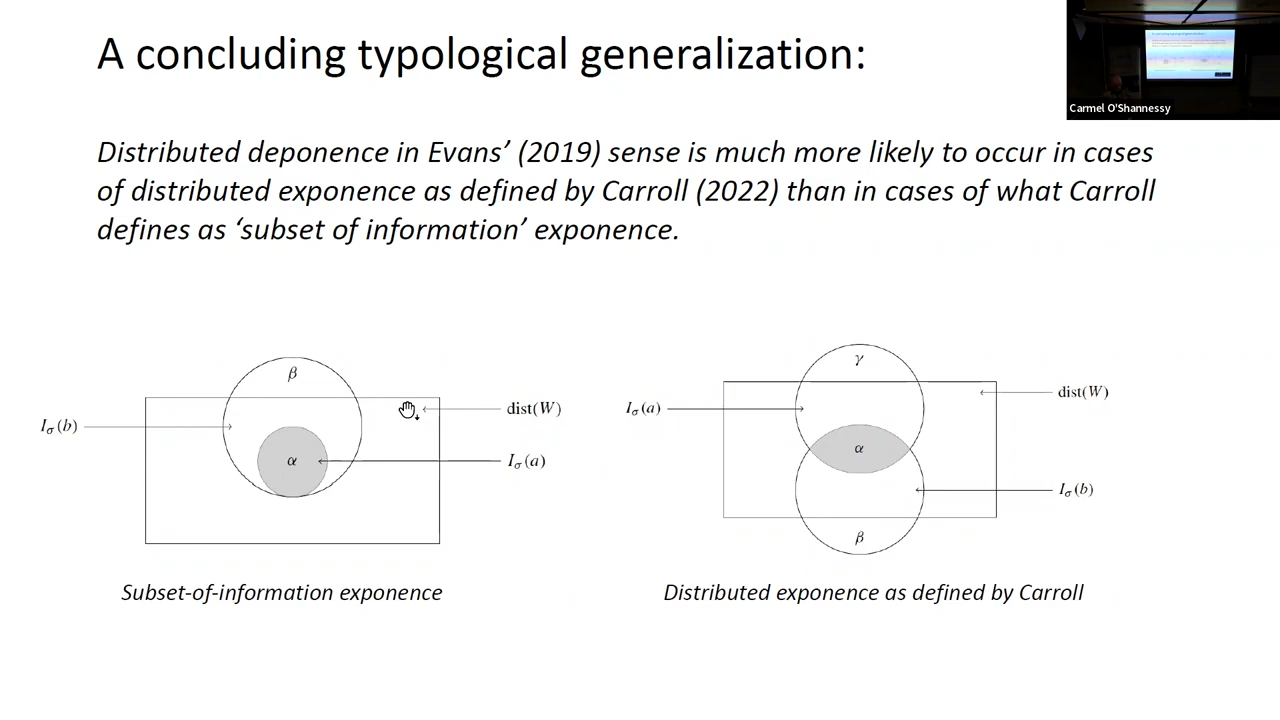 A concluding typological generalization:
Carmel O'Shannessy
Distributed deponence in Evans’ (2019) sense is much more likely to occur in cases
of distributed exponence as defined by Carroll (2022) than in cases of what Carroll
defines as ‘subset of information’ exponence.
β
dist(W)
Iσ(b)
α
Iσ(a)
Subset-of-information exponence
γ
dist(W)
Iσ(a)
α
Iσ(b)
β
Distributed exponence as defined by Carroll